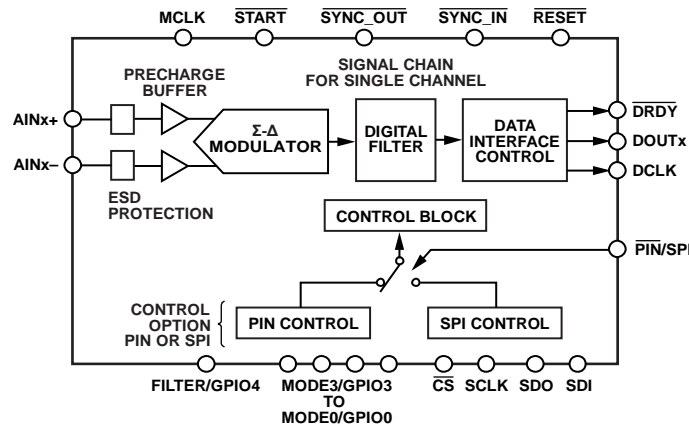 MCLK
START
SYNC_OUT
SYNC_IN
RESET
PRECHARGE
BUFFER
SIGNAL CHAIN
FOR SINGLE CHANNEL
AINx+
AINx–
Σ-Δ
MODULATOR
DIGITAL
FILTER
DATA
INTERFACE
CONTROL
DRDY
DOUTx
DCLK
ESD
PROTECTION
CONTROL BLOCK
PIN/SPI
CONTROL
OPTION
PIN OR SPI
PIN CONTROL
SPI CONTROL
FILTER/GPIO4
MODE3/GPIO3
TO
MODE0/GPIO0
CS
SCLK
SDO
SDI